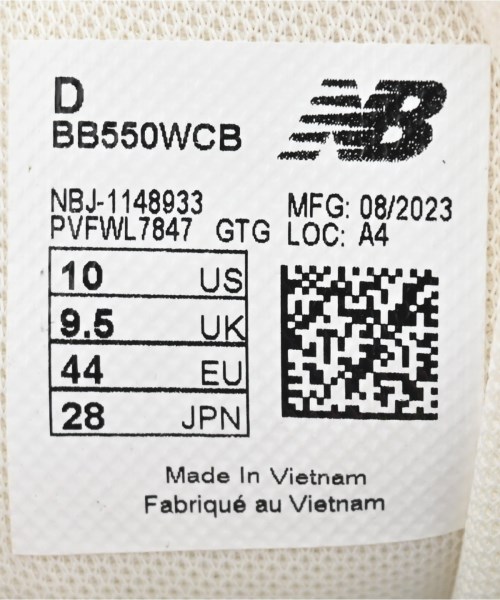 D
BB550WCB
NB
NBJ-1148933
PVFWL7847 GTG
MFG: 08/2023
LOC: A4
10 US
9.5 UK
44 EU
28 JPN
Made In Vietnam
Fabriqué au Vietnam